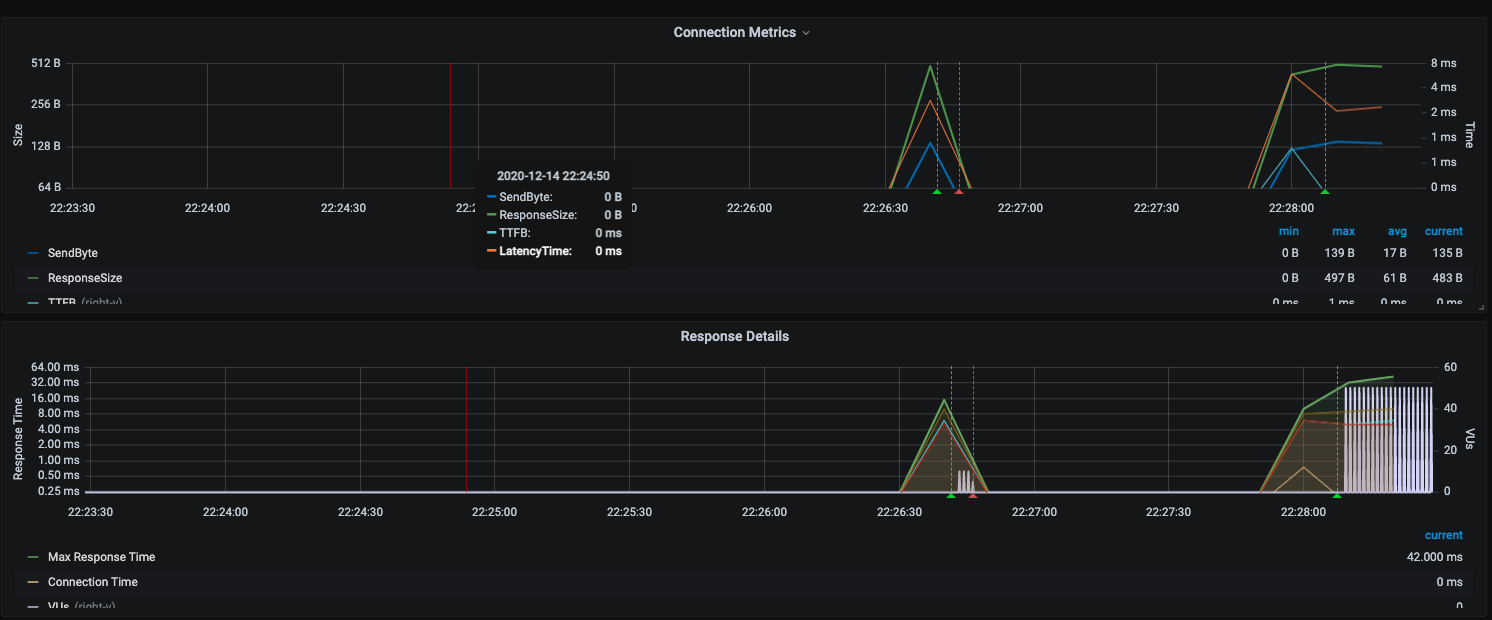 Connection Metrics
512 B
256 B
128 B
64 B
Size
8 ms
4 ms
2 ms
1 ms
1 ms
0 ms
Time
22:23:30 22:24:00 22:24:30 22:2 0 22:26:00 22:26:30 22:27:00 22:27:30 22:28:00
2020-12-14 22:24:50
SendByte: 0 B
ResponseSize: 0 B
TTFB: 0 ms
LatencyTime: 0 ms
min max avg current
SendByte 0 B 139 B 17 B 135 B
ResponseSize 0 B 497 B 61 B 483 B
TTFB (right-y) 0 ms 1 ms 0 ms 0 ms
Response Details
64.00 ms
32.00 ms
16.00 ms
8.00 ms
4.00 ms
2.00 ms
1.00 ms
0.50 ms
0.25 ms
Response Time
60
40
20
0
VUs
22:23:30 22:24:00 22:24:30 22:25:00 22:25:30 22:26:00 22:26:30 22:27:00 22:27:30 22:28:00
current
Max Response Time 42.000 ms
Connection Time 0 ms
VUs (right-y) 0